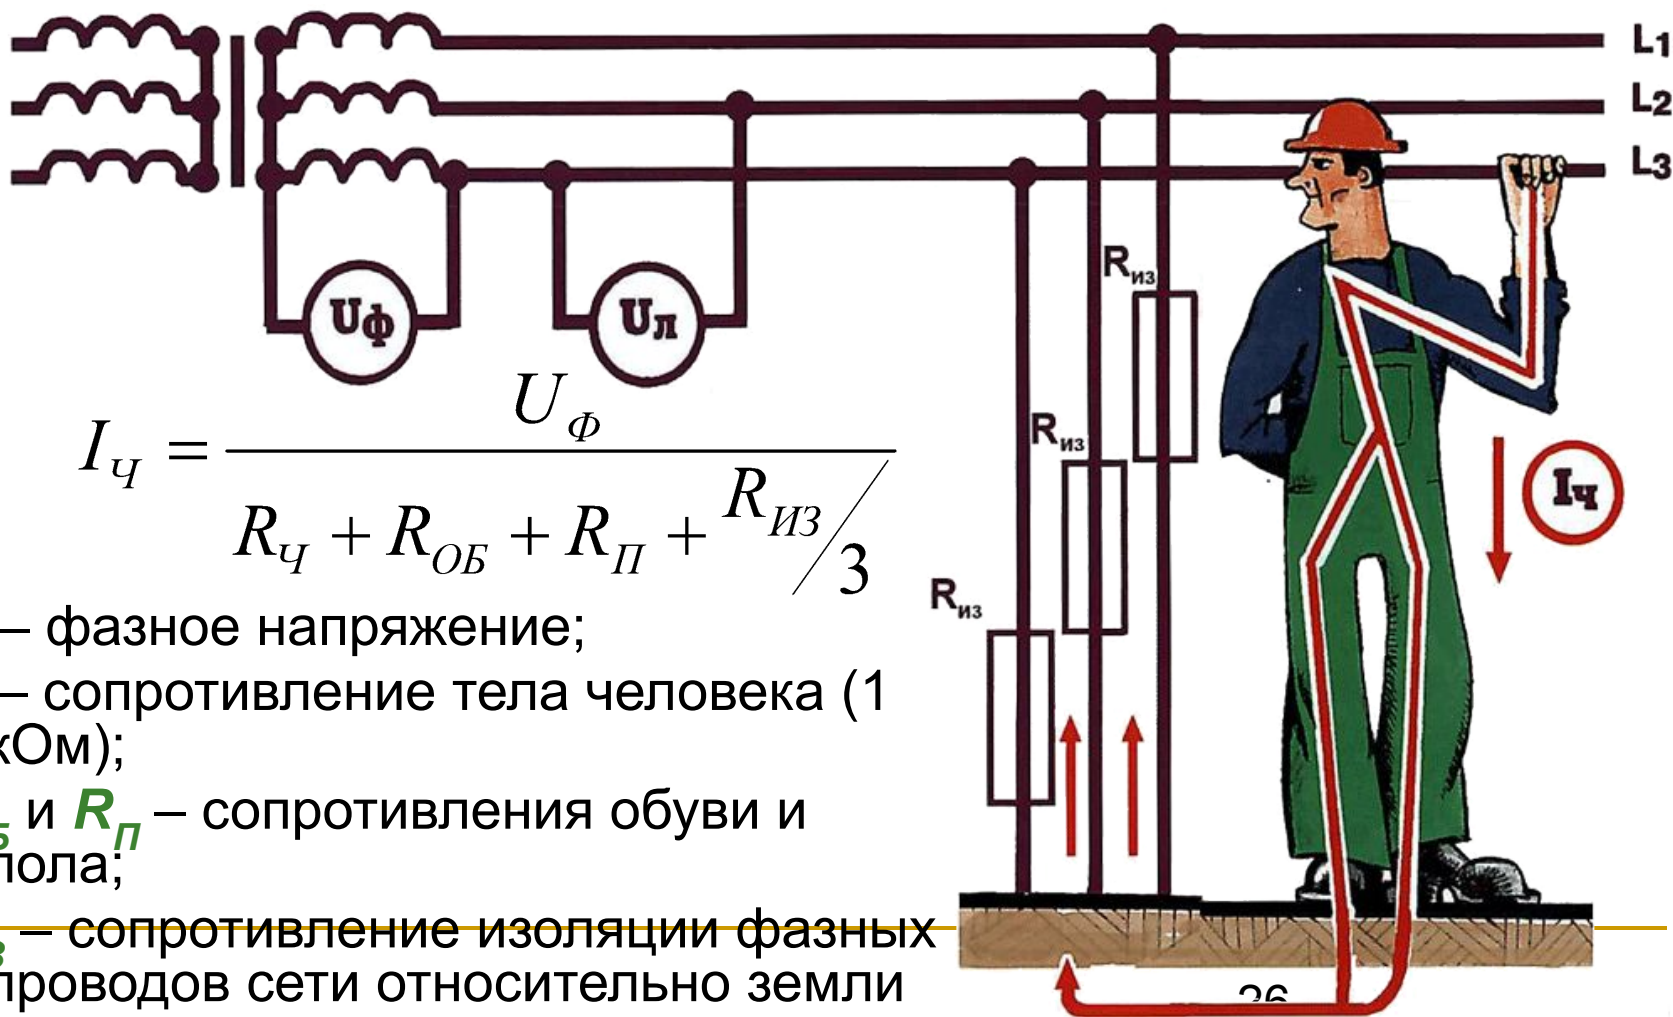 L1
L2
L3
Uф
Uл
Rиз
Rиз
Rиз
Iч
I_Ч = U_Ф / (R_Ч + R_ОБ + R_П + R_ИЗ/3)
– фазное напряжение;
– сопротивление тела человека (1
кОм);
Б и R_П – сопротивления обуви и
пола;
– сопротивление изоляции фазных
проводов сети относительно земли
26